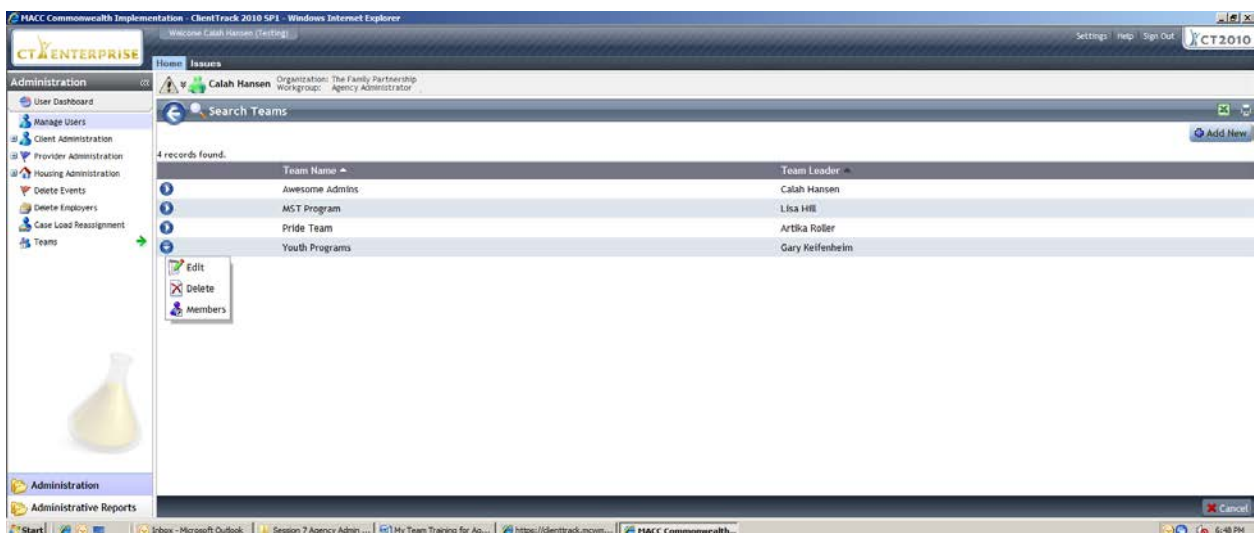 MACC Commonwealth Implementation - ClientTrack 2010 SP1 - Windows Internet Explorer
Welcome Calah Hansen (Testing)
Settings Help Sign Out
CT ENTERPRISE
CT2010
Home Issues
Administration
Calah Hansen
Organization: The Family Partnership
Workgroup: Agency Administrator
User Dashboard
Search Teams
Manage Users
Add New
Client Administration
Provider Administration
4 records found.
Housing Administration
Team Name Team Leader
Delete Events
Awesome Admins Calah Hansen
Delete Employers
MST Program Lisa Hill
Case Load Reassignment
Pride Team Artika Roller
Teams
Youth Programs Gary Keifenheim
Edit
Delete
Members
Administration
Administrative Reports
Cancel
Start
Inbox - Microsoft Outlook
Session 7 Agency Admin ...
My Team Training for Ag...
MACC Commonwealth...
6:48 PM